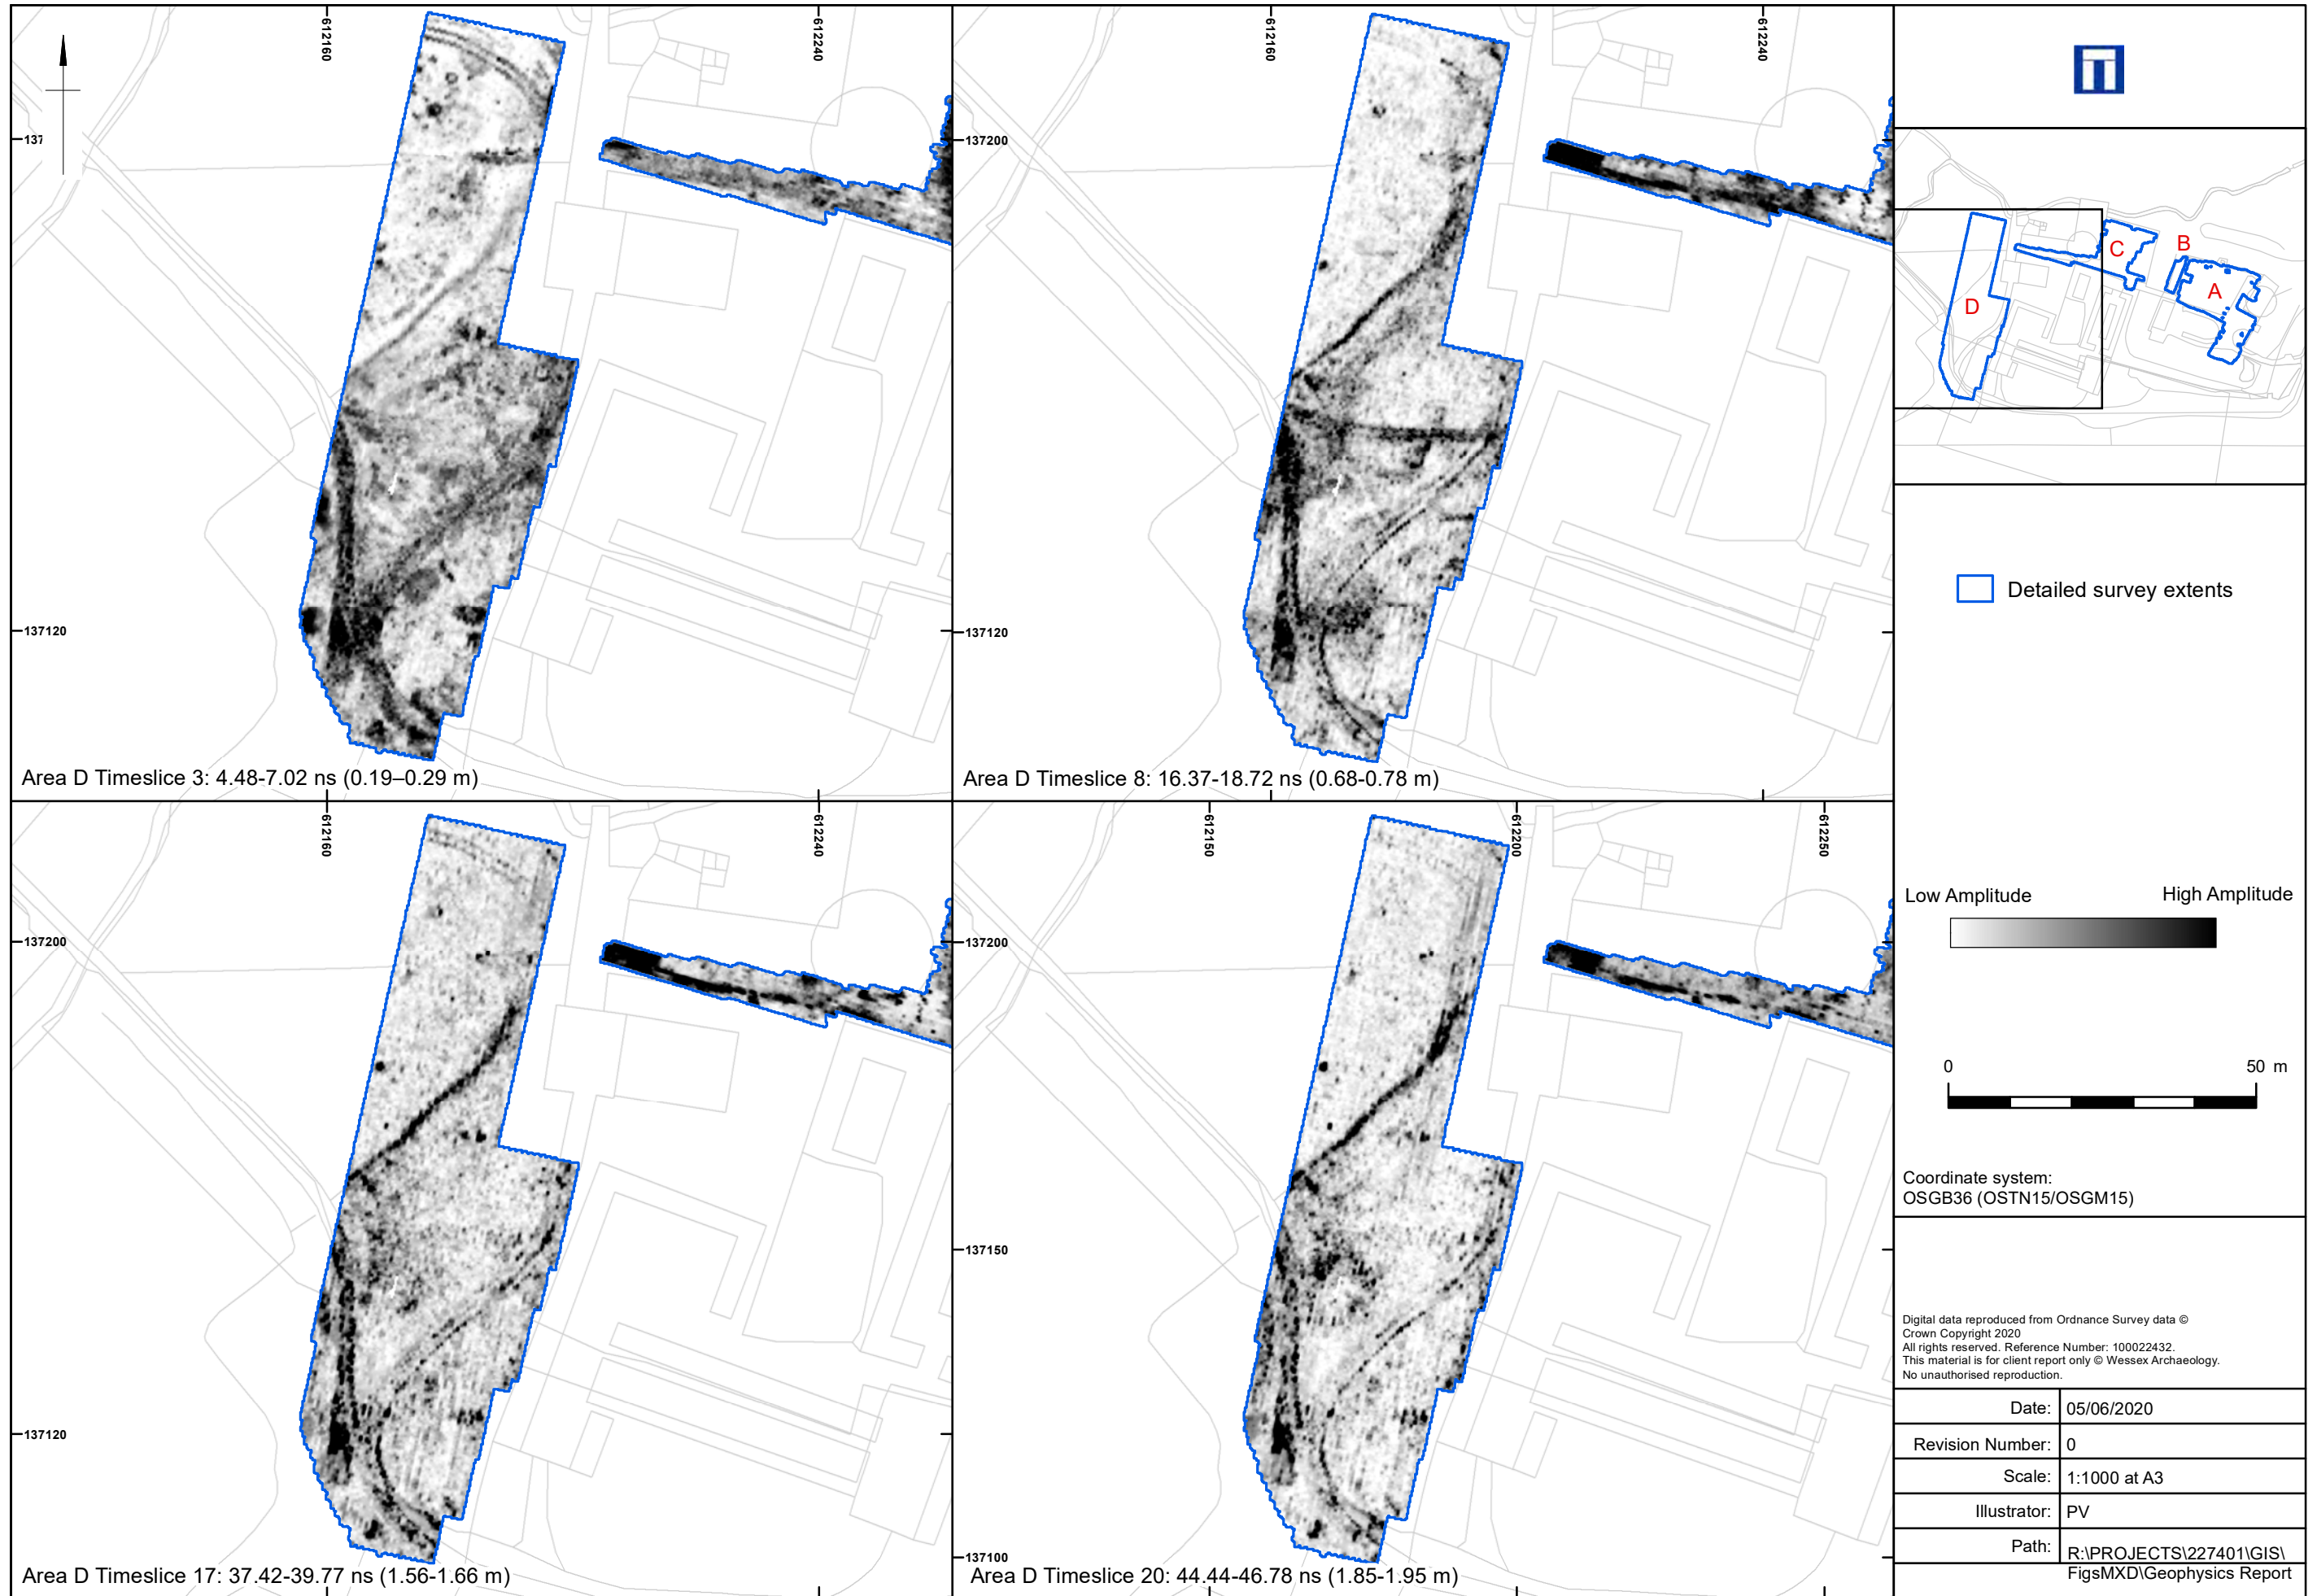 612160
612240
137
137120
Area D Timeslice 3: 4.48-7.02 ns (0.19–0.29 m)
612160
612240
137200
137120
Area D Timeslice 8: 16.37-18.72 ns (0.68-0.78 m)
612160
612240
137200
137120
Area D Timeslice 17: 37.42-39.77 ns (1.56-1.66 m)
612150
612200
612250
137200
137150
137100
Area D Timeslice 20: 44.44-46.78 ns (1.85-1.95 m)
C
B
A
D
Detailed survey extents
Low Amplitude
High Amplitude
0 50 m
Coordinate system:
OSGB36 (OSTN15/OSGM15)
Digital data reproduced from Ordnance Survey data ©
Crown Copyright 2020
All rights reserved. Reference Number: 100022432.
This material is for client report only © Wessex Archaeology.
No unauthorised reproduction.
Date: 05/06/2020
Revision Number: 0
Scale: 1:1000 at A3
Illustrator: PV
Path: R:\PROJECTS\227401\GIS\
FigsMXD\Geophysics Report